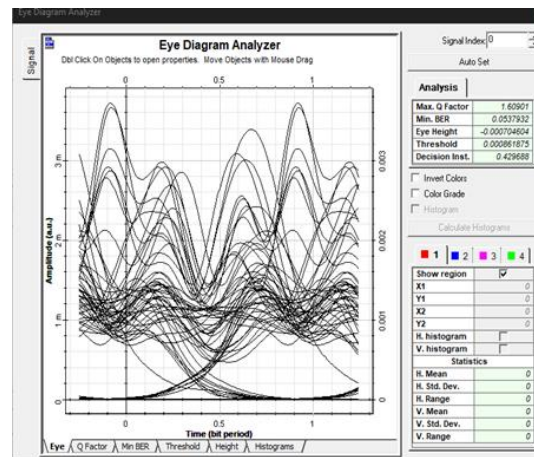 Eye Diagram Analyzer
Signal Index: 0
Signal
Eye Diagram Analyzer
Dbl Click On Objects to open properties. Move Objects with Mouse Drag
Auto Set
0 0.5 1
Analysis
Max. Q Factor 1.60901
Min. BER 0.0537932
Eye Height -0.000704604
Threshold 0.000861875
Decision Inst. 0.429688
Amplitude (a.u.)
3 m
2 m
1 m
0
0.003
0.002
0.001
0
Invert Colors
Color Grade
Histogram
Calculate Histograms
1 2 3 4
Show region
X1 0
Y1 0
X2 0
Y2 0
H. histogram
V. histogram
Statistics
H. Mean 0
H. Std. Dev. 0
H. Range 0
V. Mean 0
V. Std. Dev. 0
V. Range 0
0 0.5 1
Time (bit period)
Eye Q Factor Min BER Threshold Height Histograms